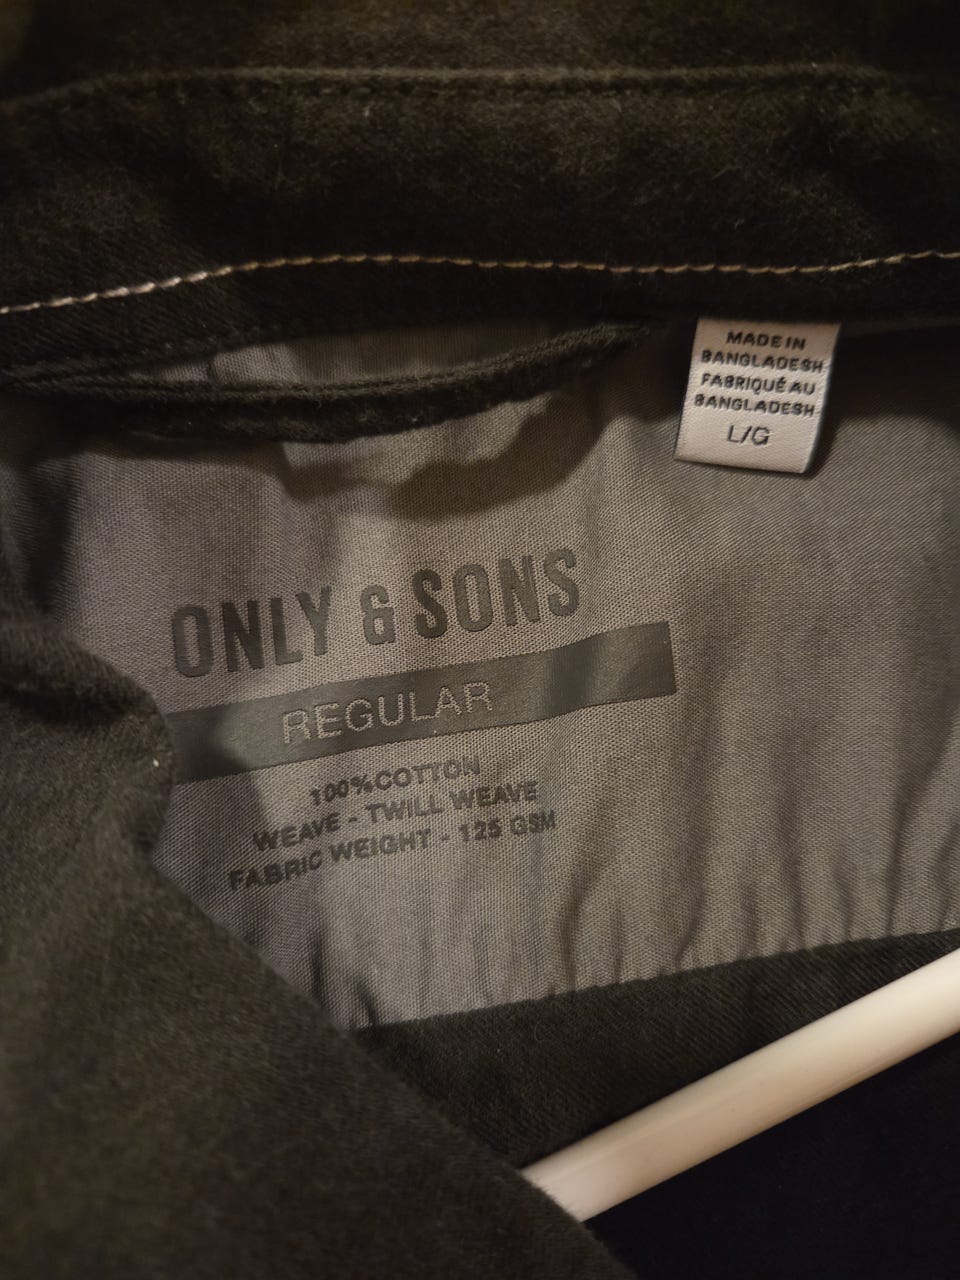 MADE IN
BANGLADESH
FABRIQUÉ AU
BANGLADESH
L/G
ONLY & SONS
REGULAR
100%COTTON
WEAVE - TWILL WEAVE
FABRIC WEIGHT - 125 GSM